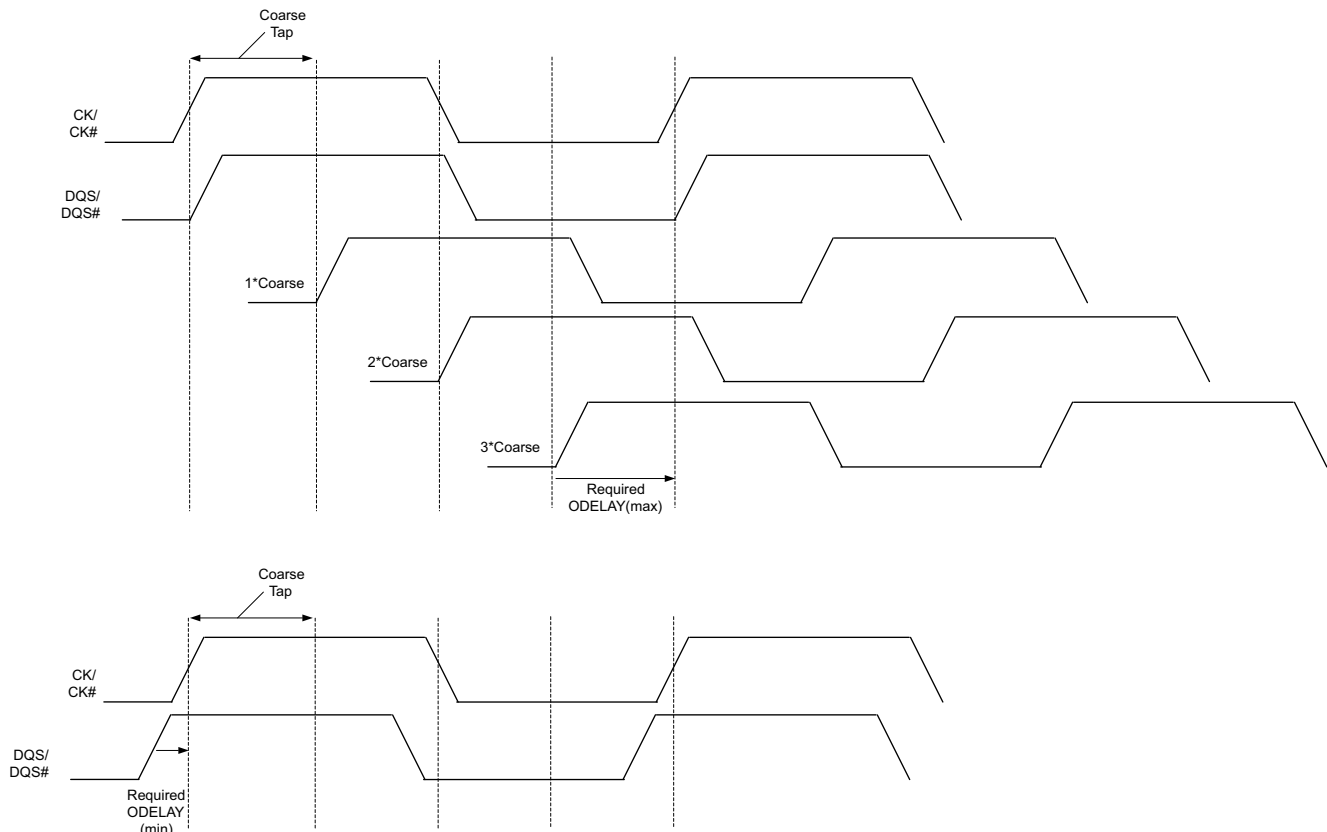 Coarse
Tap
CK/
CK#
DQS/
DQS#
1*Coarse
2*Coarse
3*Coarse
Required
ODELAY(max)
Coarse
Tap
CK/
CK#
DQS/
DQS#
Required
ODELAY
(min)